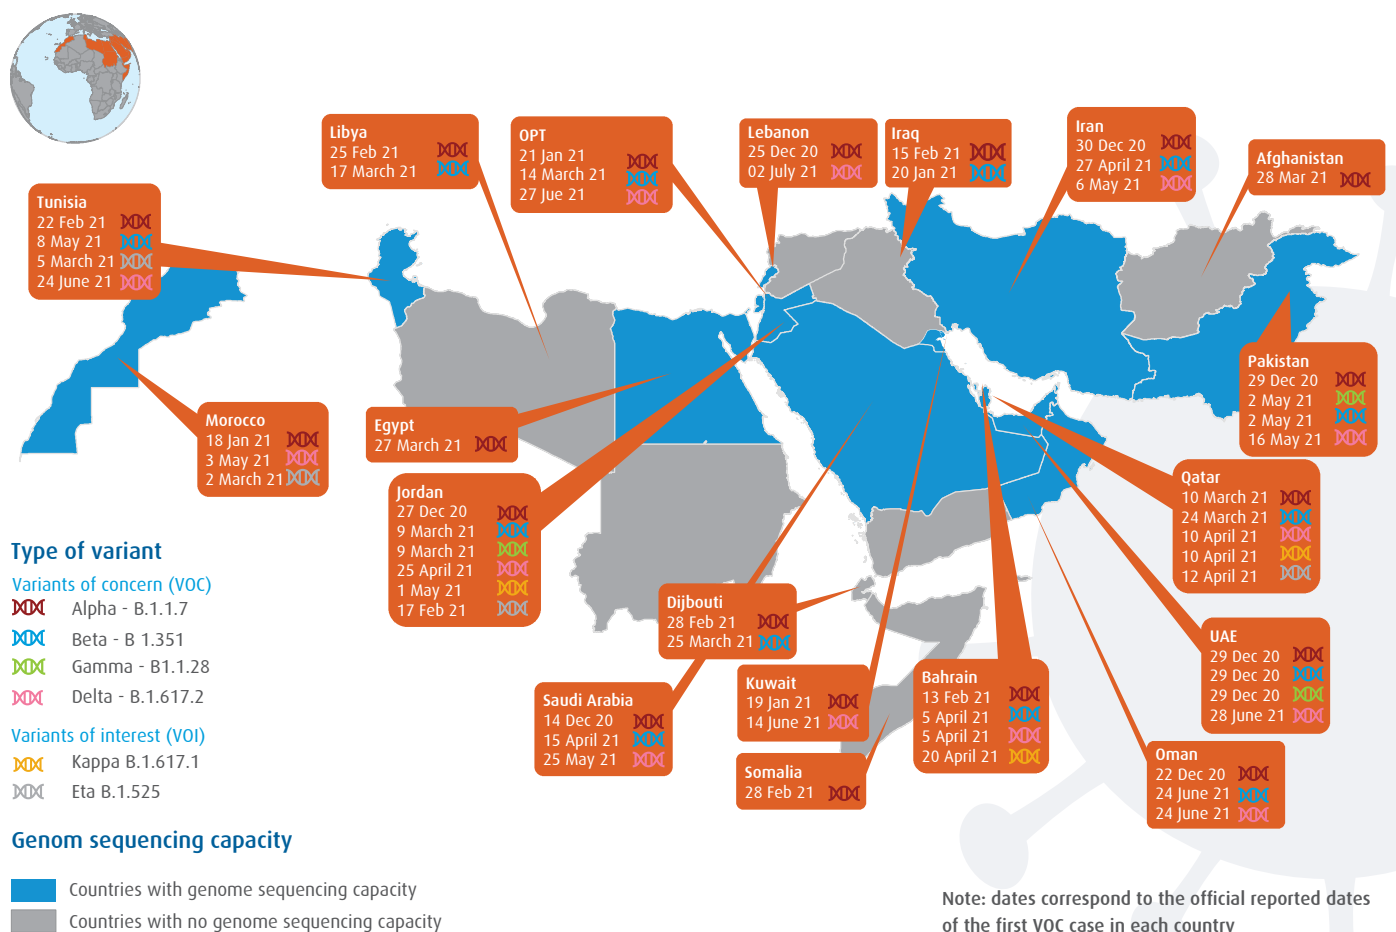 Libya
25 Feb 21
17 March 21
OPT
21 Jan 21
14 March 21
27 Jue 21
Lebanon
25 Dec 20
02 July 21
Iraq
15 Feb 21
20 Jan 21
Iran
30 Dec 20
27 April 21
6 May 21
Afghanistan
28 Mar 21
Tunisia
22 Feb 21
8 May 21
5 March 21
24 June 21
Pakistan
29 Dec 20
2 May 21
2 May 21
16 May 21
Morocco
18 Jan 21
3 May 21
2 March 21
Egypt
27 March 21
Jordan
27 Dec 20
9 March 21
9 March 21
25 April 21
1 May 21
17 Feb 21
Qatar
10 March 21
24 March 21
10 April 21
10 April 21
12 April 21
Dijbouti
28 Feb 21
25 March 21
UAE
29 Dec 20
29 Dec 20
29 Dec 20
28 June 21
Saudi Arabia
14 Dec 20
15 April 21
25 May 21
Kuwait
19 Jan 21
14 June 21
Bahrain
13 Feb 21
5 April 21
5 April 21
20 April 21
Somalia
28 Feb 21
Oman
22 Dec 20
24 June 21
24 June 21
Type of variant
Variants of concern (VOC)
Alpha - B.1.1.7
Beta - B 1.351
Gamma - B1.1.28
Delta - B.1.617.2
Variants of interest (VOI)
Kappa B.1.617.1
Eta B.1.525
Genom sequencing capacity
Countries with genome sequencing capacity
Countries with no genome sequencing capacity
Note: dates correspond to the official reported dates
of the first VOC case in each country